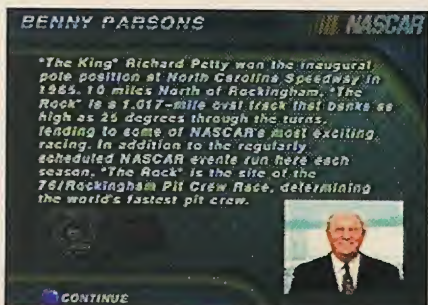 BENNY PARSONS
NASCAR
"The King" Richard Petty won the inaugural
pole position at North Carolina Speedway in
1965. 10 miles North of Rockingham, "The
Rock" is a 1.017-mile oval track that banks as
high as 25 degrees through the turns,
lending to some of NASCAR's most exciting
racing. In addition to the regularly
scheduled NASCAR events run here each
season, "The Rock" is the site of the
76/Rockingham Pit Crew Race, determining
the world's fastest pit crew.
CONTINUE